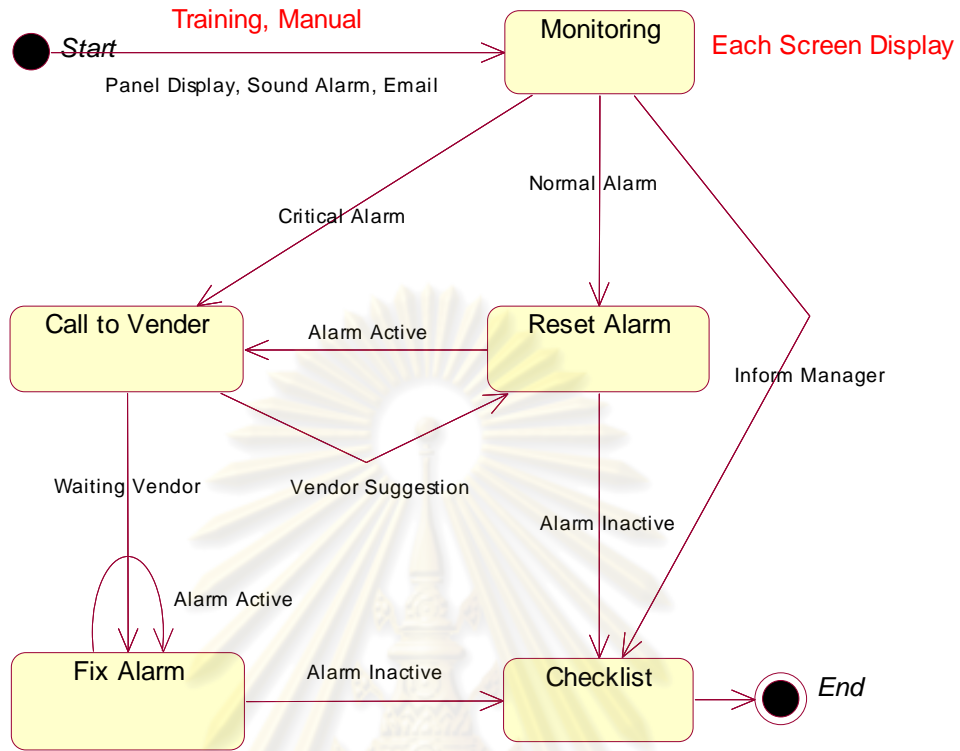 Training, Manual
Start
Monitoring
Each Screen Display
Panel Display, Sound Alarm, Email
Normal Alarm
Critical Alarm
Call to Vender
Alarm Active
Reset Alarm
Inform Manager
Waiting Vendor
Vendor Suggestion
Alarm Inactive
Alarm Active
Fix Alarm
Alarm Inactive
Checklist
End